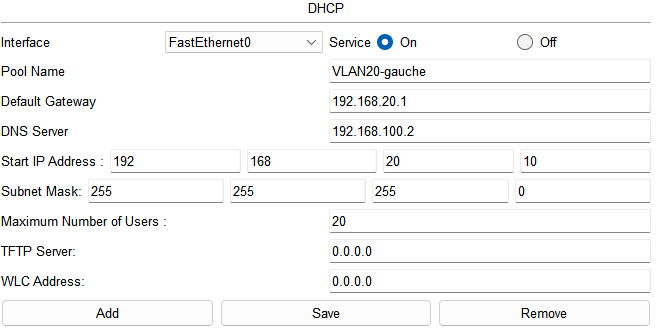 DHCP
Interface FastEthernet0 Service On Off
Pool Name VLAN20-gauche
Default Gateway 192.168.20.1
DNS Server 192.168.100.2
Start IP Address : 192 168 20 10
Subnet Mask: 255 255 255 0
Maximum Number of Users : 20
TFTP Server: 0.0.0.0
WLC Address: 0.0.0.0
Add Save Remove